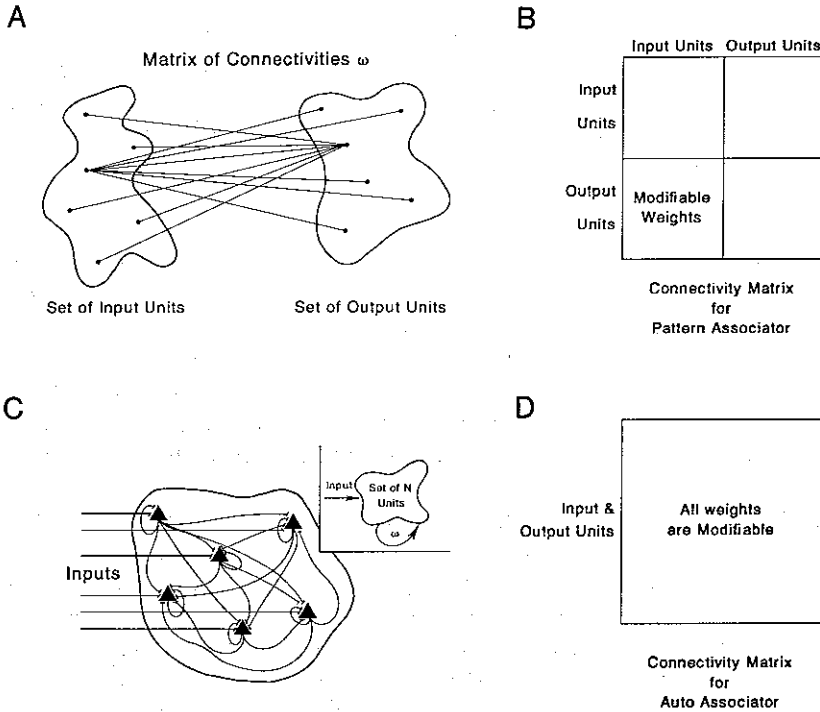 A
Matrix of Connectivities ω
Set of Input Units
Set of Output Units
B
Input Units
Output Units
Input
Units
Output
Units
Modifiable
Weights
Connectivity Matrix
for
Pattern Associator
C
Inputs
Input
Set of N
Units
ω
D
Input &
Output Units
All weights
are Modifiable
Connectivity Matrix
for
Auto Associator